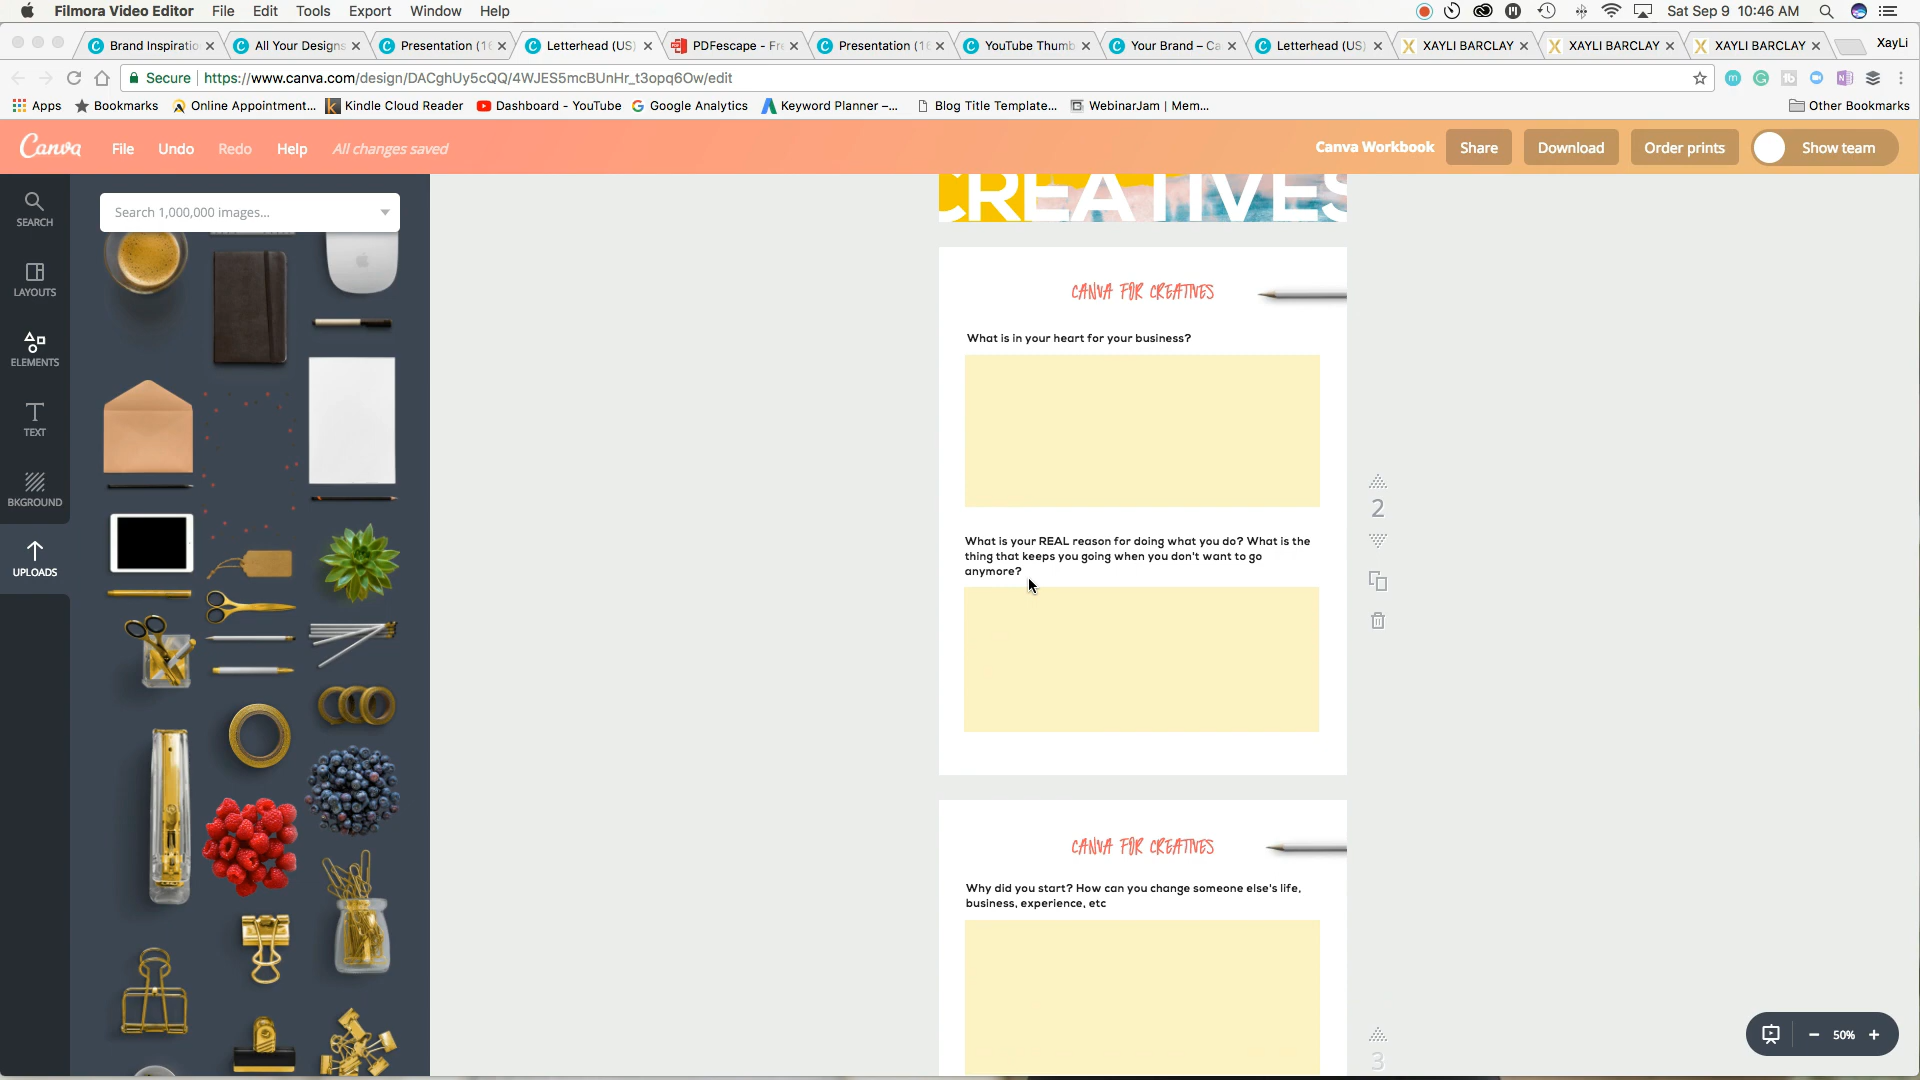 Filmora Video Editor File Edit Tools Export Window Help Sat Sep 9 10:46 AM
Brand Inspiratio All Your Designs Presentation (16 Letterhead (US) PDFescape - Fre Presentation (16 YouTube Thumb Your Brand – Ca Letterhead (US) XAYLI BARCLAY XAYLI BARCLAY XAYLI BARCLAY XayLi
Secure https://www.canva.com/design/DACghUy5cQQ/4WJES5mcBUnHr_t3opq6Ow/edit
Apps Bookmarks Online Appointment... Kindle Cloud Reader Dashboard - YouTube Google Analytics Keyword Planner –... Blog Title Template... WebinarJam | Mem... Other Bookmarks
Canva File Undo Redo Help All changes saved Canva Workbook Share Download Order prints Show team
SEARCH
LAYOUTS
ELEMENTS
TEXT
BKGROUND
UPLOADS
Search 1,000,000 images...
CREATIVES
CANVA FOR CREATIVES
What is in your heart for your business?
What is your REAL reason for doing what you do? What is the
thing that keeps you going when you don't want to go
anymore?
2
CANVA FOR CREATIVES
Why did you start? How can you change someone else's life,
business, experience, etc
3
50%